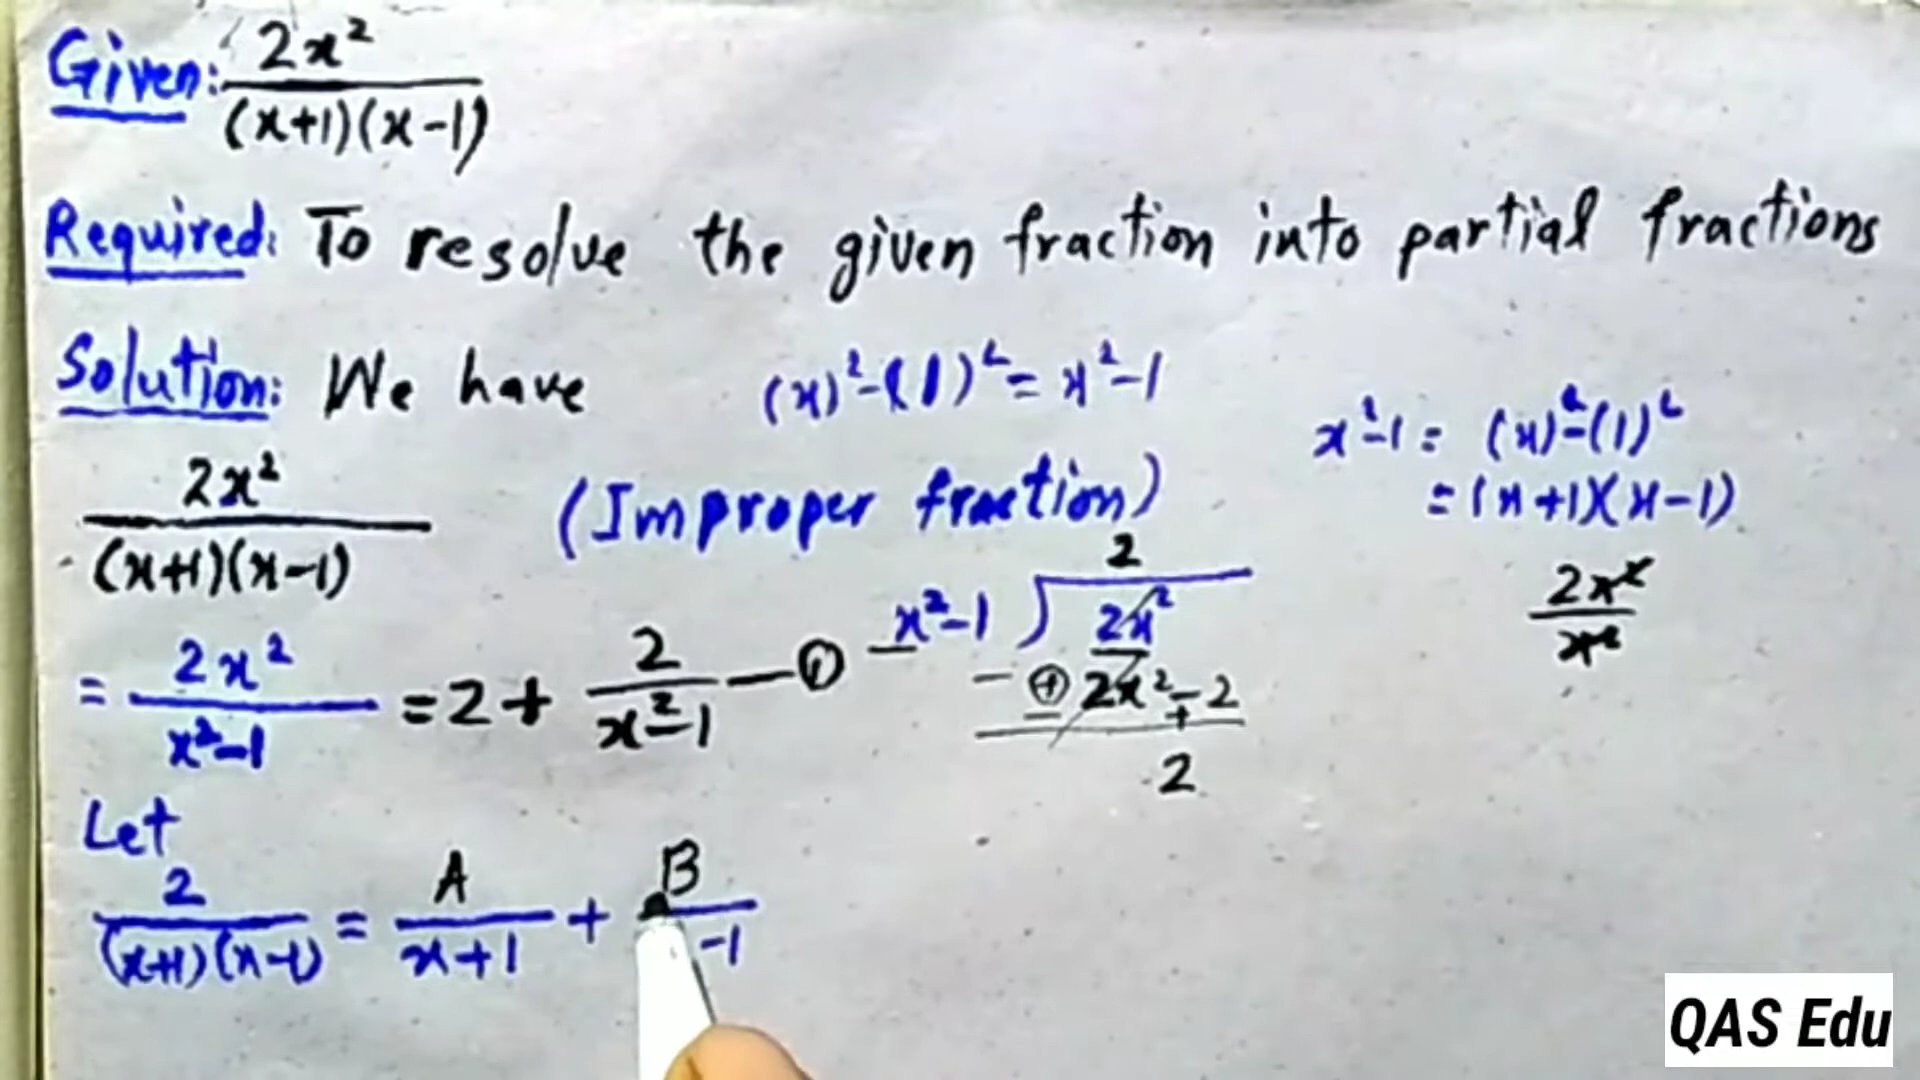 Given: 2x²
(x+1)(x-1)
Required: To resolve the given fraction into partial fractions
Solution: We have
(x)²-(1)² = x²-1
x²-1 = (x)²-(1)²
= (x+1)(x-1)
2x²
(x+1)(x-1)
(Improper fraction)
2x²
x²
2
x²-1 ) 2x²
- ⊕ 2x² - 2
+
2
= 2x² / x²-1 = 2 + 2 / x²-1 — ①
Let
2 / (x+1)(x-1) = A / x+1 + B / -1
QAS Edu